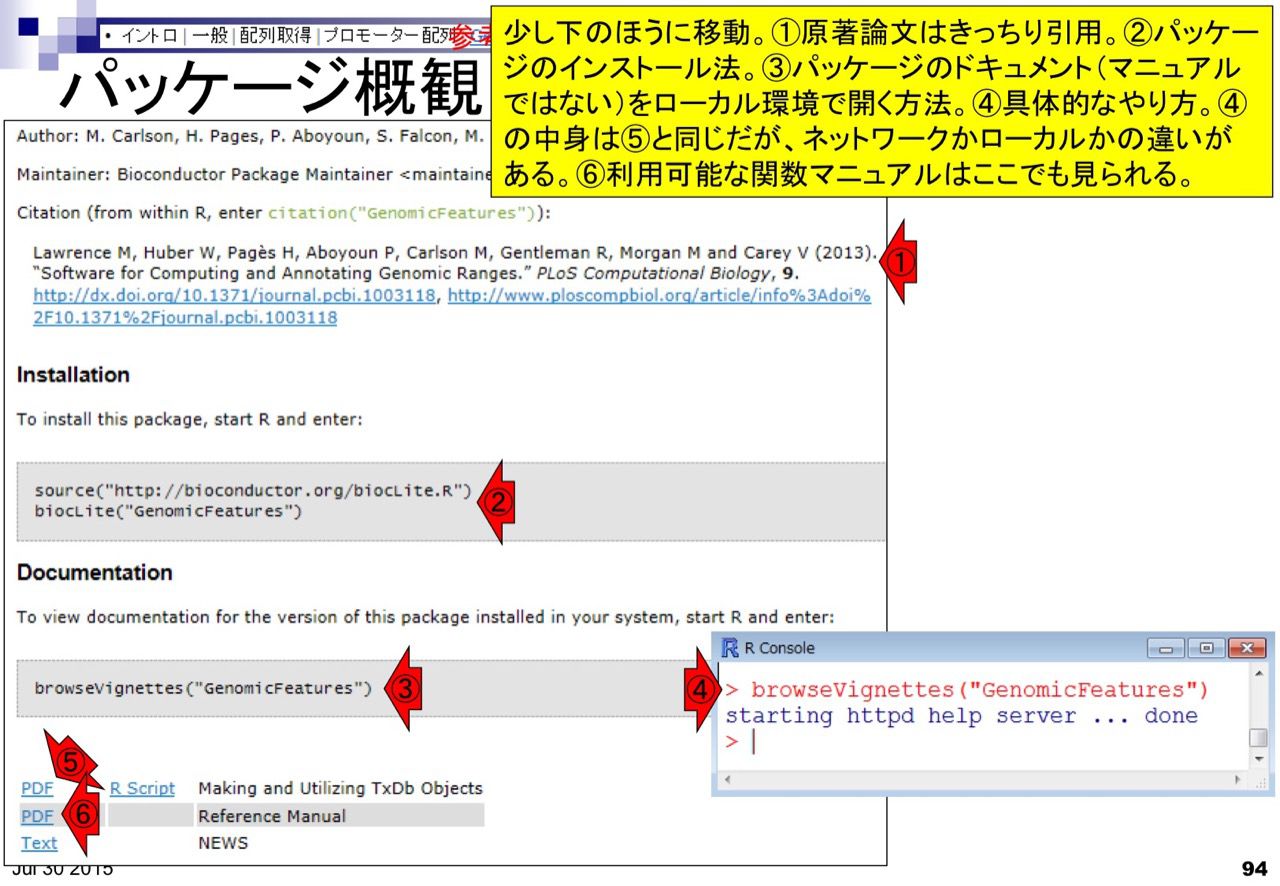 • イントロ | 一般 | 配列取得 | プロモーター配列
パッケージ概観
少し下のほうに移動。①原著論文はきっちり引用。②パッケー
ジのインストール法。③パッケージのドキュメント（マニュアル
ではない）をローカル環境で開く方法。④具体的なやり方。④
の中身は⑤と同じだが、ネットワークかローカルかの違いが
ある。⑥利用可能な関数マニュアルはここでも見られる。
Author: M. Carlson, H. Pages, P. Aboyoun, S. Falcon, M.
Maintainer: Bioconductor Package Maintainer <maintaine
Citation (from within R, enter citation("GenomicFeatures")):
Lawrence M, Huber W, Pagès H, Aboyoun P, Carlson M, Gentleman R, Morgan M and Carey V (2013).
“Software for Computing and Annotating Genomic Ranges.” PLoS Computational Biology, 9.
http://dx.doi.org/10.1371/journal.pcbi.1003118, http://www.ploscompbiol.org/article/info%3Adoi%
2F10.1371%2Fjournal.pcbi.1003118
①
Installation
To install this package, start R and enter:
source("http://bioconductor.org/biocLite.R")
biocLite("GenomicFeatures")
②
Documentation
To view documentation for the version of this package installed in your system, start R and enter:
browseVignettes("GenomicFeatures")
③
④
R Console
> browseVignettes("GenomicFeatures")
starting httpd help server ... done
>
⑤
PDF R Script Making and Utilizing TxDb Objects
PDF ⑥ Reference Manual
Text NEWS
Jul 30 2015
94